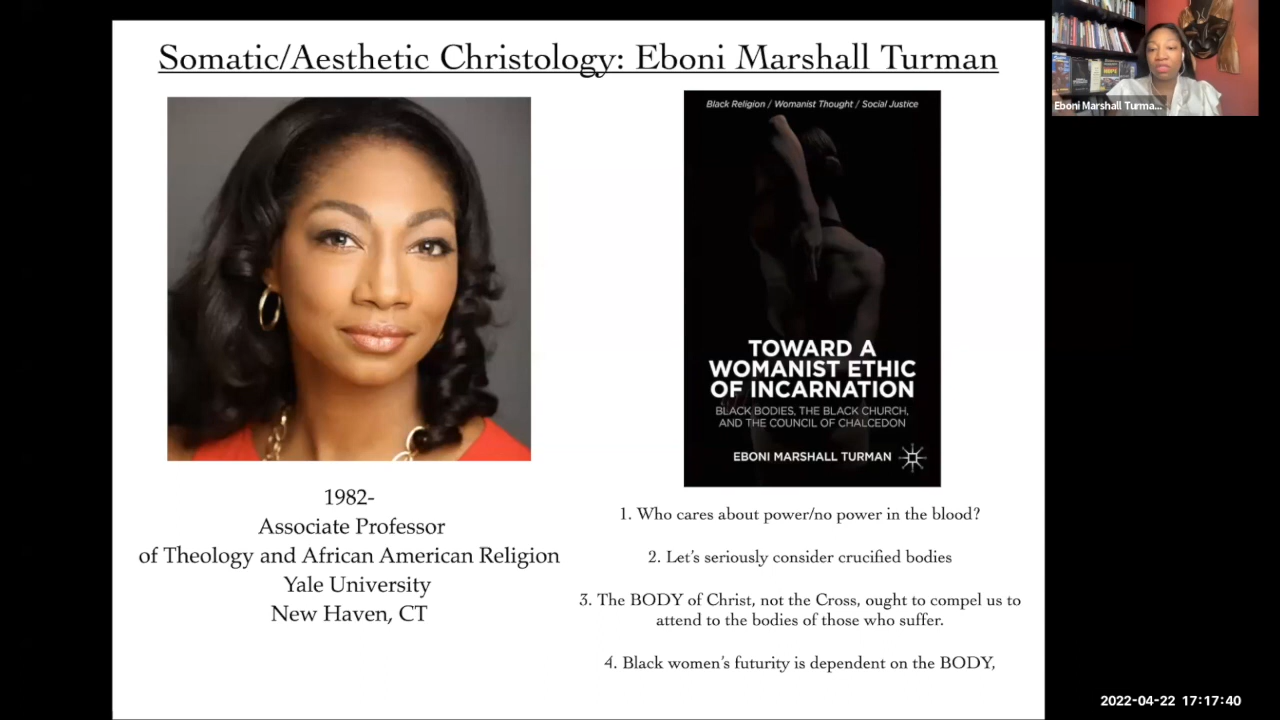 Somatic/Aesthetic Christology: Eboni Marshall Turman
Eboni Marshall Turma...
Black Religion / Womanist Thought / Social Justice
TOWARD A
WOMANIST ETHIC
OF INCARNATION
BLACK BODIES, THE BLACK CHURCH,
AND THE COUNCIL OF CHALCEDON
EBONI MARSHALL TURMAN
1982-
Associate Professor
of Theology and African American Religion
Yale University
New Haven, CT
1. Who cares about power/no power in the blood?
2. Let's seriously consider crucified bodies
3. The BODY of Christ, not the Cross, ought to compel us to
attend to the bodies of those who suffer.
4. Black women's futurity is dependent on the BODY,
2022-04-22 17:17:40